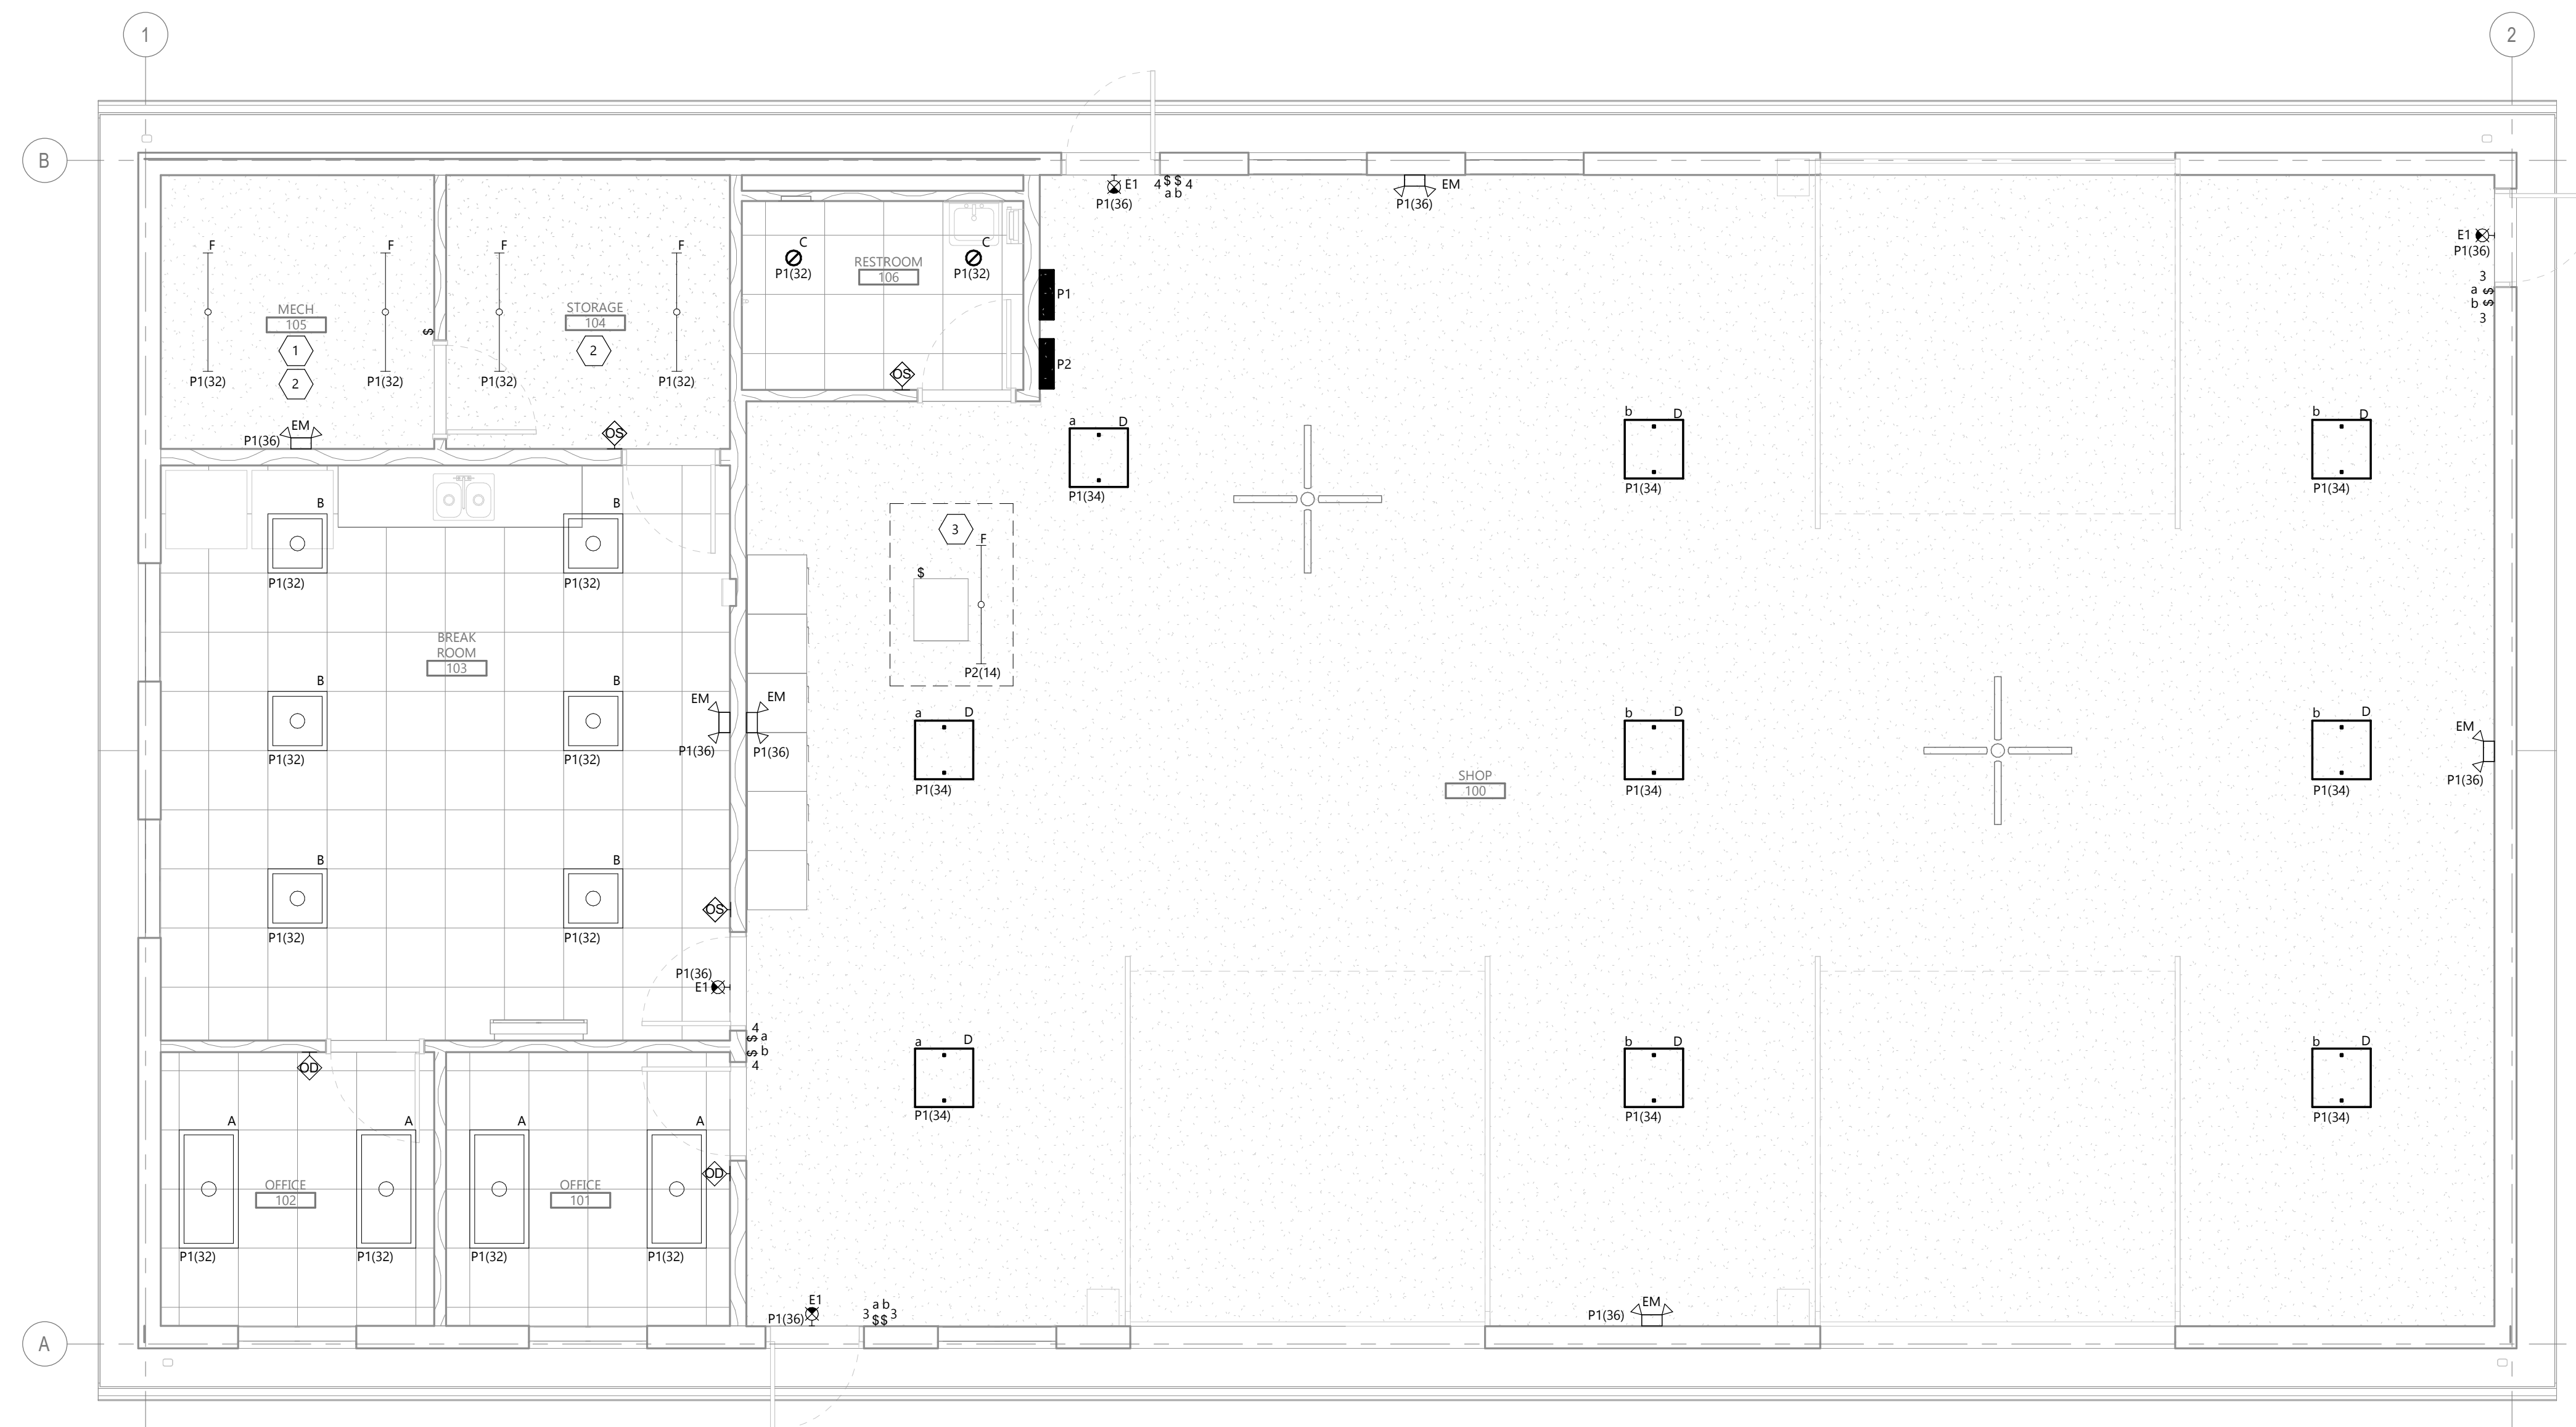 1
2
B
E1
P1(36)
4 $ $ 4
a b
EM
P1(36)
E1
P1(36)
3
a $
b $
3
F
F
F
F
C
C
P1(32)
P1(32)
RESTROOM
106
MECH
105
1
2
$
STORAGE
104
2
P1(32)
P1(32)
P1(32)
P1(32)
P1
P2
OS
EM
P1(36)
OS
a
D
P1(34)
b
D
P1(34)
b
D
P1(34)
B
B
P1(32)
P1(32)
3
F
$
P2(14)
BREAK
ROOM
103
B
B
P1(32)
P1(32)
EM
P1(36)
EM
P1(36)
a
D
P1(34)
b
D
P1(34)
b
D
P1(34)
EM
P1(36)
SHOP
100
B
B
P1(32)
P1(32)
OS
P1(36)
E1
4
$ a
$ b
4
a
D
P1(34)
b
D
P1(34)
b
D
P1(34)
OD
A
A
A
A
OD
OFFICE
102
OFFICE
101
P1(32)
P1(32)
P1(32)
P1(32)
E1
P1(36)
a b
3 $$ 3
EM
P1(36)
A